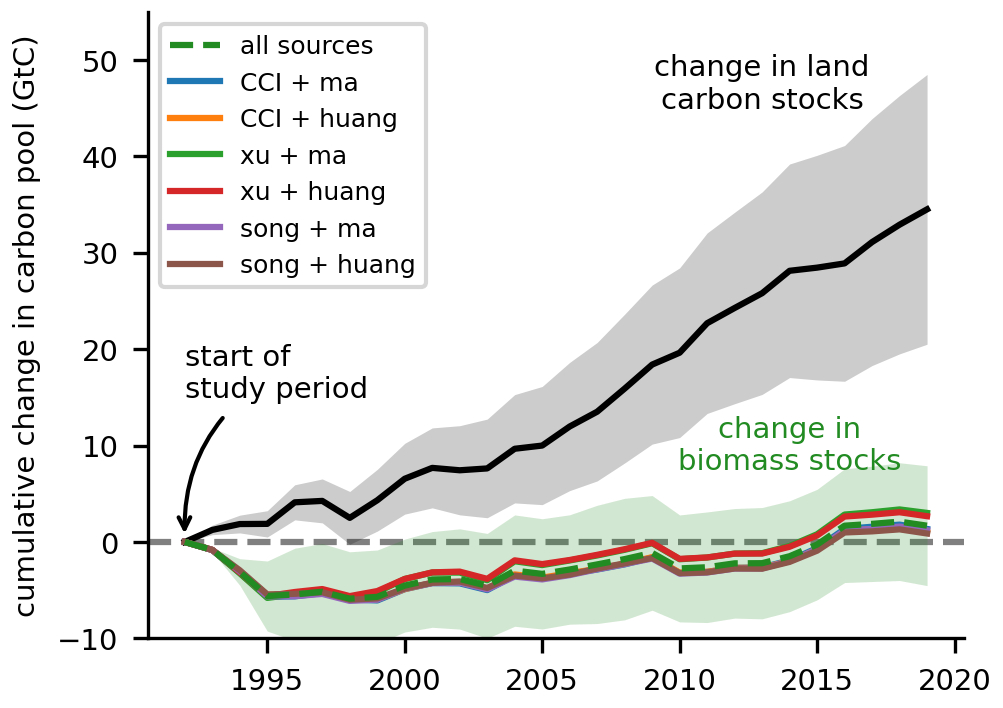 cumulative change in carbon pool (GtC)
50
40
30
20
10
0
−10
all sources
CCI + ma
CCI + huang
xu + ma
xu + huang
song + ma
song + huang
change in land
carbon stocks
start of
study period
change in
biomass stocks
1995
2000
2005
2010
2015
2020